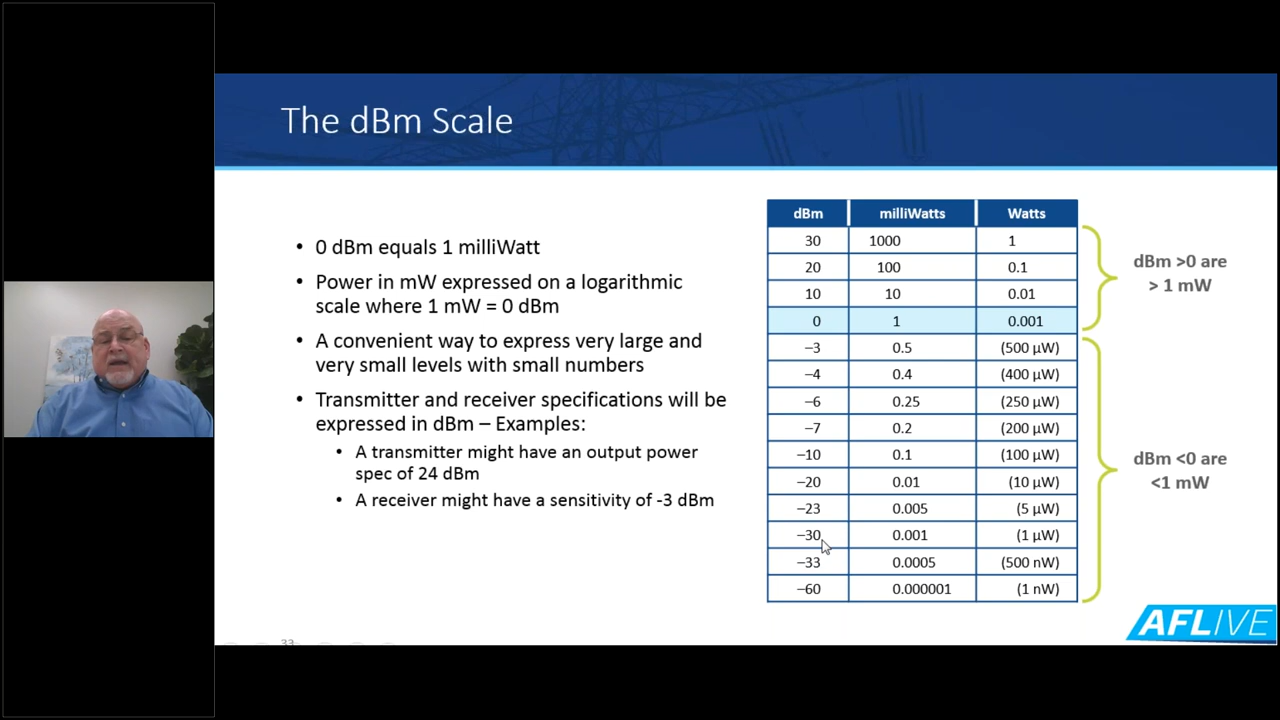 The dBm Scale
• 0 dBm equals 1 milliWatt
• Power in mW expressed on a logarithmic
scale where 1 mW = 0 dBm
• A convenient way to express very large and
very small levels with small numbers
• Transmitter and receiver specifications will be
expressed in dBm – Examples:
• A transmitter might have an output power
spec of 24 dBm
• A receiver might have a sensitivity of -3 dBm
dBm milliWatts Watts
30 1000 1
20 100 0.1
10 10 0.01
0 1 0.001
–3 0.5 (500 µW)
–4 0.4 (400 µW)
–6 0.25 (250 µW)
–7 0.2 (200 µW)
–10 0.1 (100 µW)
–20 0.01 (10 µW)
–23 0.005 (5 µW)
–30 0.001 (1 µW)
–33 0.0005 (500 nW)
–60 0.000001 (1 nW)
dBm >0 are
> 1 mW
dBm <0 are
<1 mW
AFLIVE
33